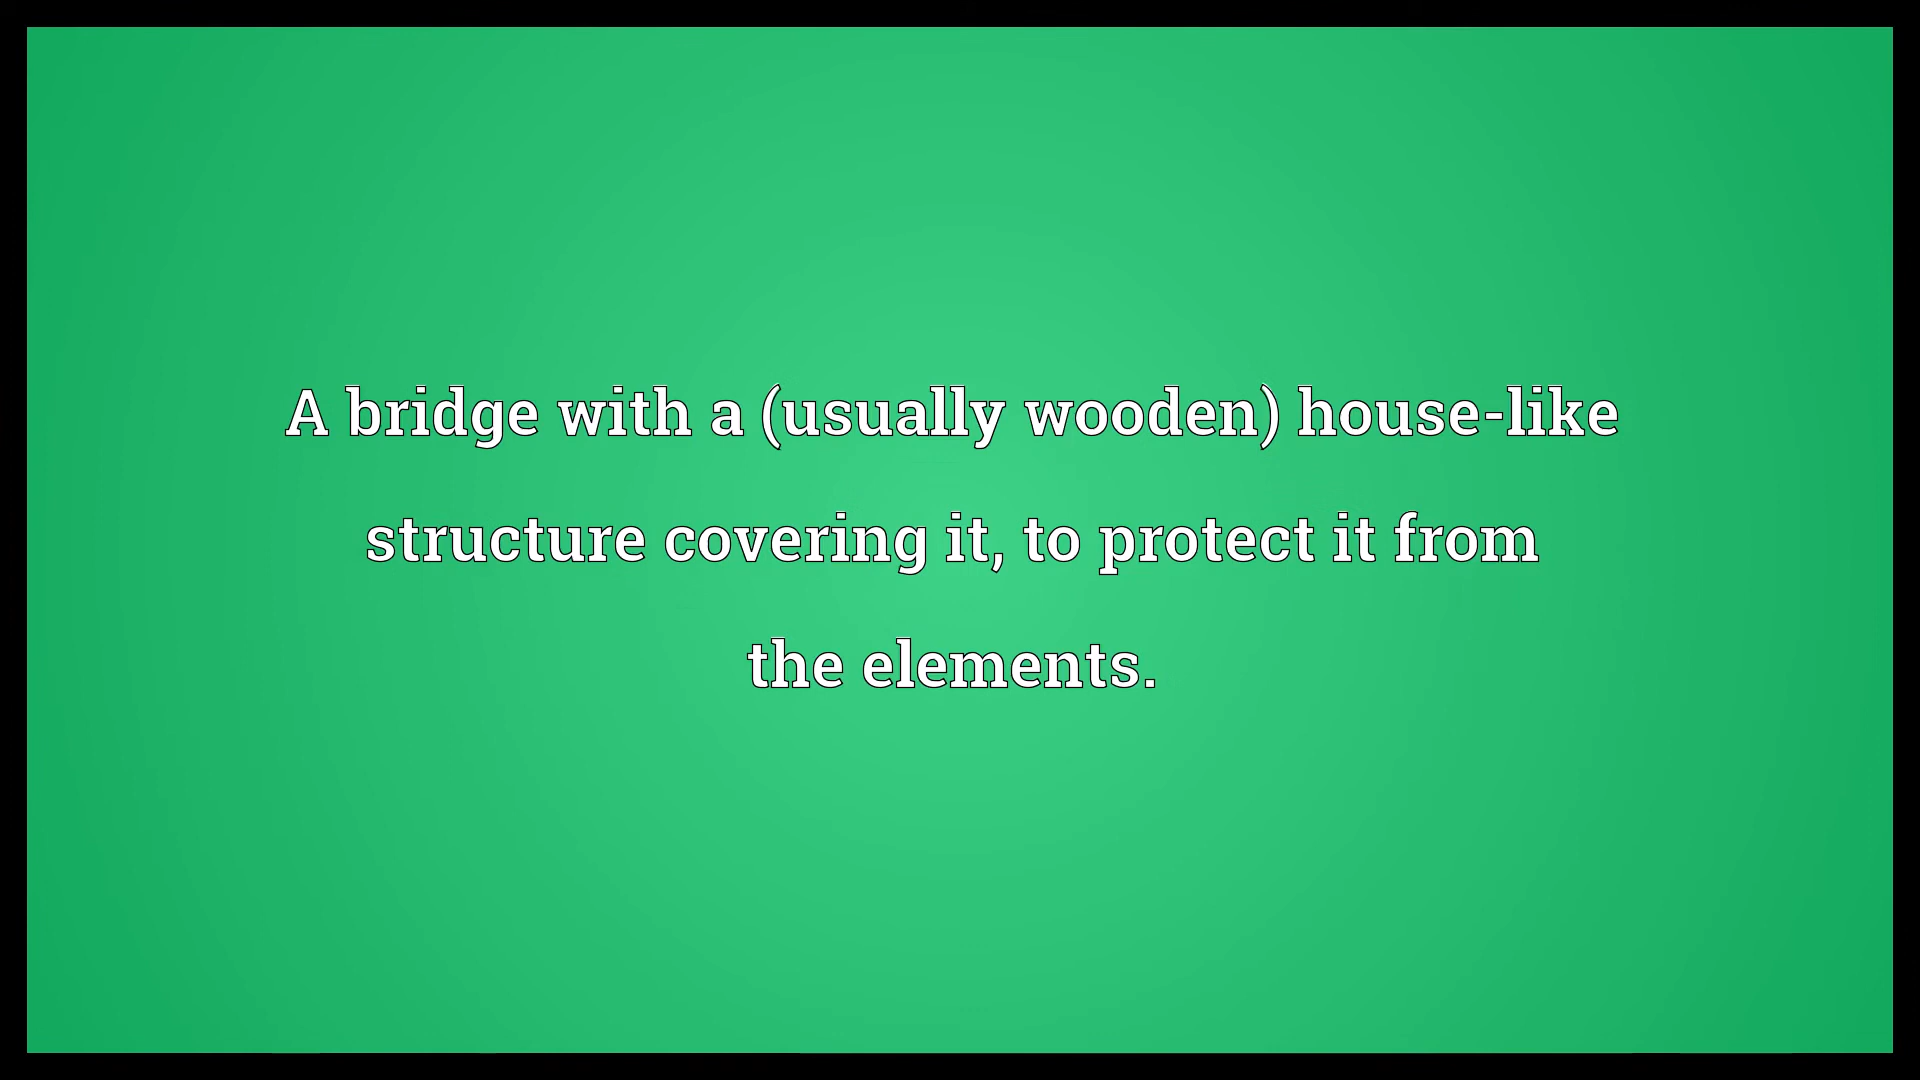 A bridge with a (usually wooden) house-like
structure covering it, to protect it from
the elements.